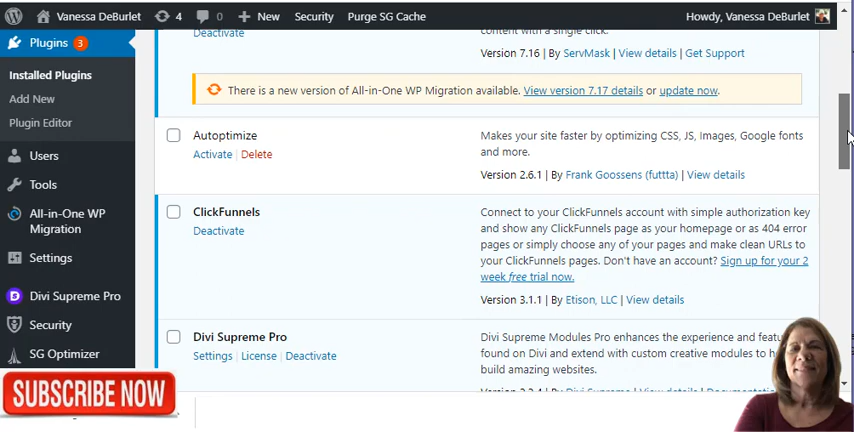 Vanessa DeBurlet 4 0 + New Security Purge SG Cache Howdy, Vanessa DeBurlet
Plugins 3
Installed Plugins
Add New
Plugin Editor
Users
Tools
All-in-One WP
Migration
Settings
Divi Supreme Pro
Security
SG Optimizer
Deactivate
content with a single click.
Version 7.16 | By ServMask | View details | Get Support
There is a new version of All-in-One WP Migration available. View version 7.17 details or update now.
Autoptimize
Activate | Delete
Makes your site faster by optimizing CSS, JS, Images, Google fonts
and more.
Version 2.6.1 | By Frank Goossens (futtta) | View details
ClickFunnels
Deactivate
Connect to your ClickFunnels account with simple authorization key
and show any ClickFunnels page as your homepage or as 404 error
pages or simply choose any of your pages and make clean URLs to
your ClickFunnels pages. Don't have an account? Sign up for your 2
week free trial now.
Version 3.1.1 | By Etison, LLC | View details
Divi Supreme Pro
Settings | License | Deactivate
Divi Supreme Modules Pro enhances the experience and
found on Divi and extend with custom creative modules to
build amazing websites.
SUBSCRIBE NOW